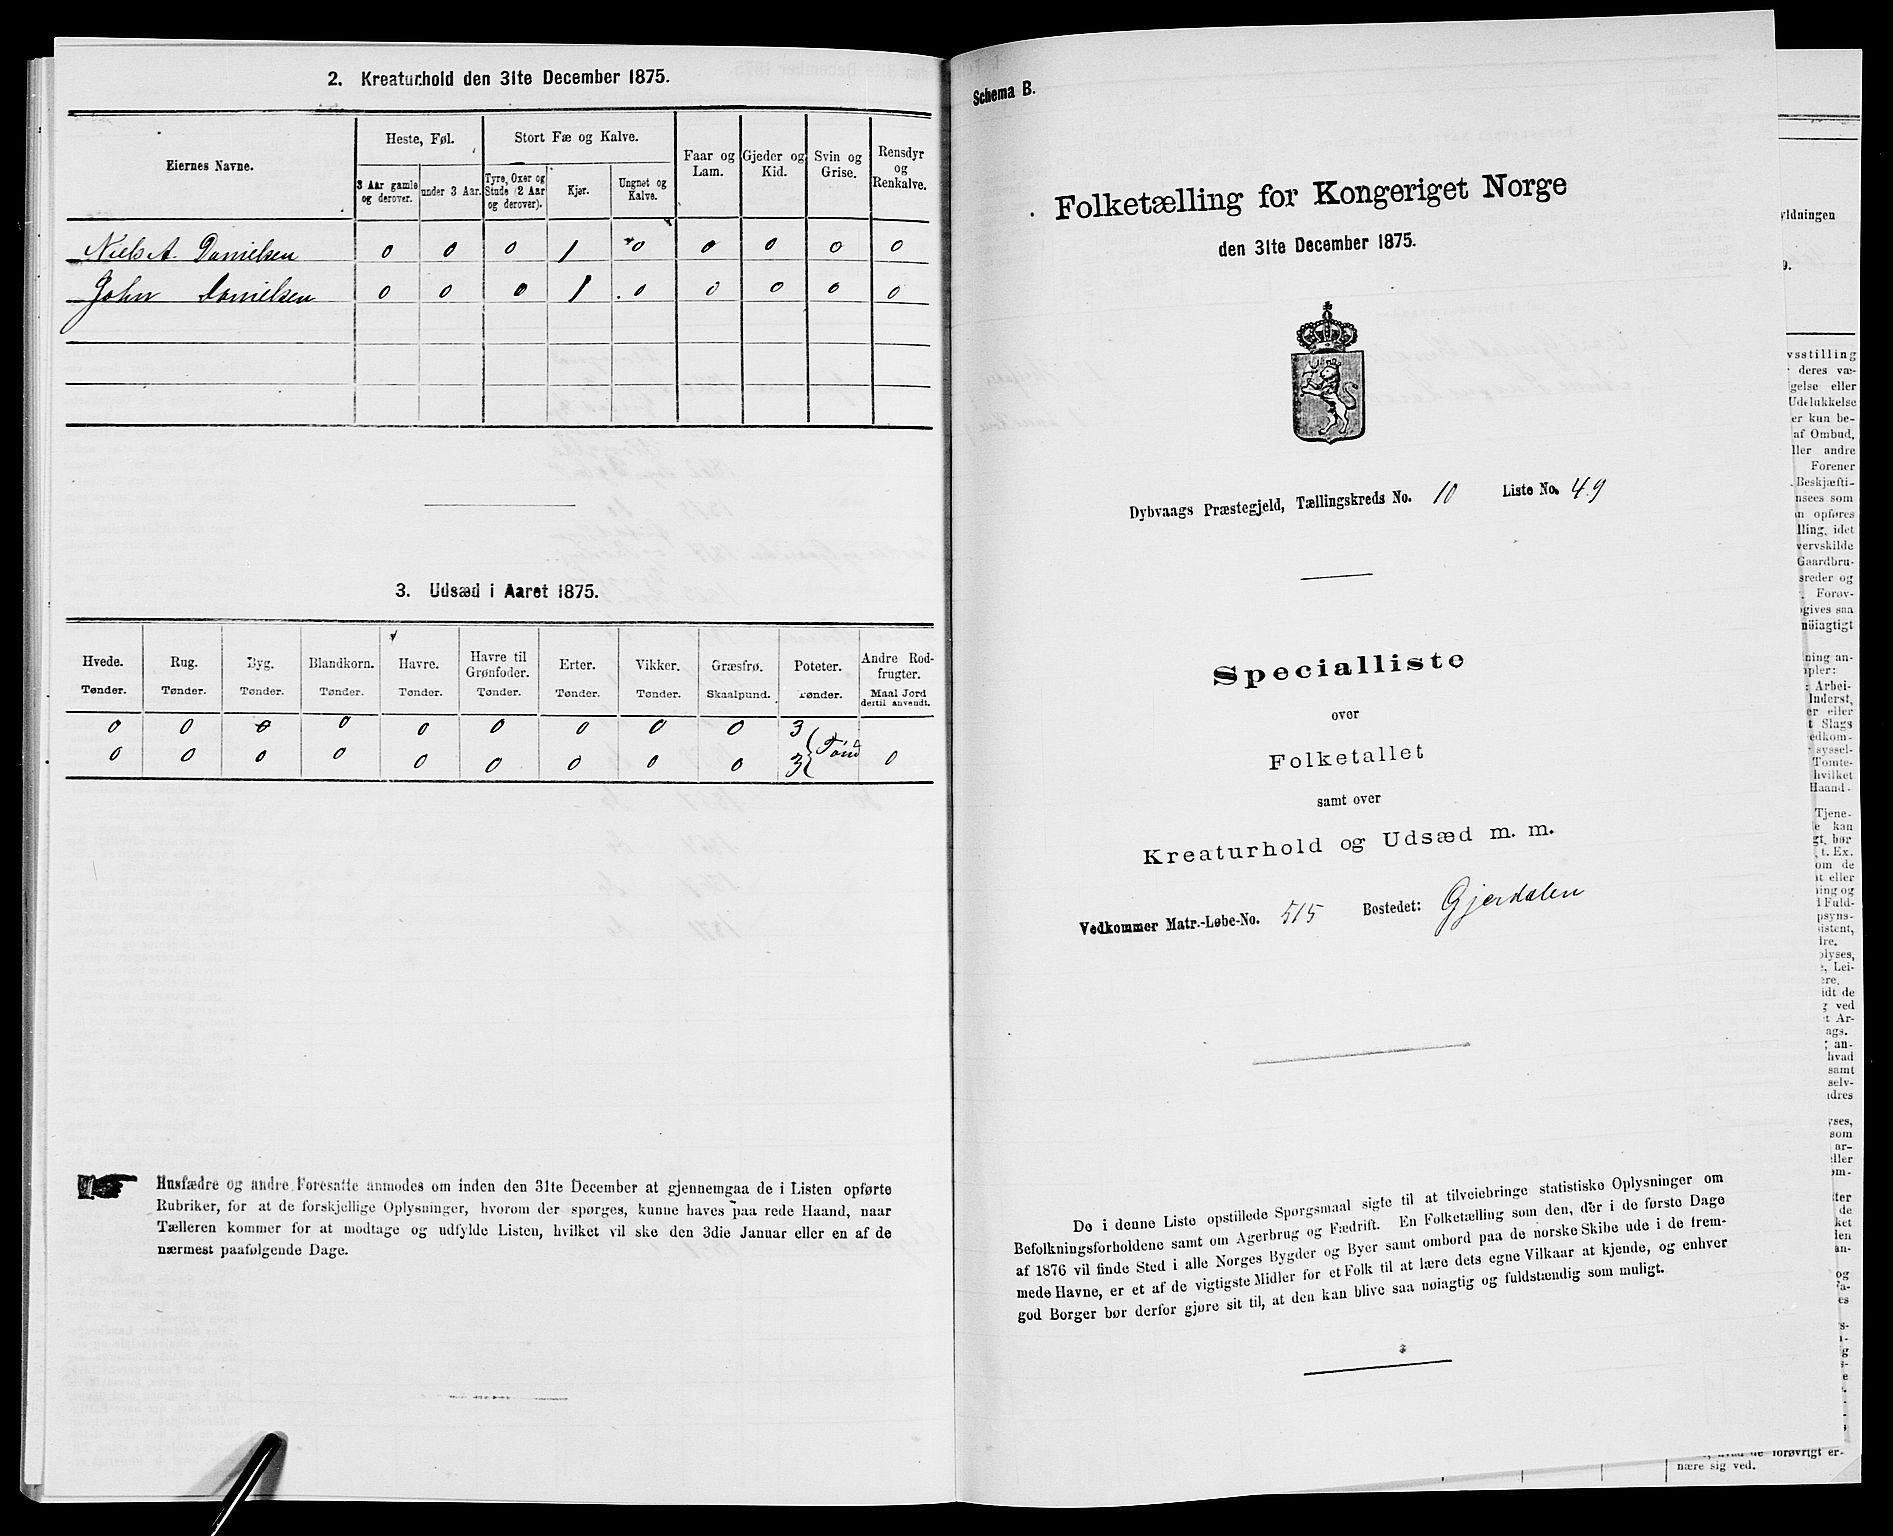 2. Kreaturhold den 31te December 1875.
Eiernes Navne.
Heste, Føl.
Stort Fæ og Kalve.
Faar og Lam.
Gjeder og Kid.
Svin og Grise.
Rensdyr og Renkalve.
3 Aar gamle og derover.
under 3 Aar.
Tyre, Oxer og Stude (2 Aar og derover).
Kjør.
Ungnøt og Kalve.
Niels A. Danielsen 0 0 0 1 0 0 0 0 0
John Danielsen 0 0 0 1 0 0 0 0 0
3. Udsæd i Aaret 1875.
Hvede. Rug. Byg. Blandkorn. Havre. Havre til Grønfoder. Erter. Vikker. Græsfrø. Poteter. Andre Rodfrugter.
Tønder. Tønder. Tønder. Tønder. Tønder. Tønder. Tønder. Tønder. Skaalpund. Tønder. Maal Jord dertil anvendt.
0 0 0 0 0 0 0 0 0 3
0 0 0 0 0 0 0 0 0 3 Tønd 0
Husfædre og andre Foresatte anmodes om inden den 31te December at gjennemgaa de i Listen opførte
Rubriker, for at de forskjellige Oplysninger, hvorom der spørges, kunne haves paa rede Haand, naar
Tælleren kommer for at modtage og udfylde Listen, hvilket vil ske den 3die Januar eller en af de
nærmest paafølgende Dage.
Schema B.
Folketælling for Kongeriget Norge
den 31te December 1875.
Dybvaags Præstegjeld, Tællingskreds No. 10 Liste No. 49
Specialliste
over
Folketallet
samt over
Kreaturhold og Udsæd m. m.
Vedkommer Matr.-Løbe-No. 515 Bostedet: Gjerdalen
De i denne Liste opstillede Spørgsmaal sigte til at tilveiebringe statistiske Oplysninger om
Befolkningsforholdene samt om Agerbrug og Fædrift. En Folketælling som den, der i de første Dage
af 1876 vil finde Sted i alle Norges Bygder og Byer samt ombord paa de norske Skibe ude i de frem-
mede Havne, er et af de vigtigste Midler for et Folk til at lære dets egne Vilkaar at kjende, og enhver
god Borger bør derfor gjøre sit til, at den kan blive saa nøiagtig og fuldstændig som muligt.